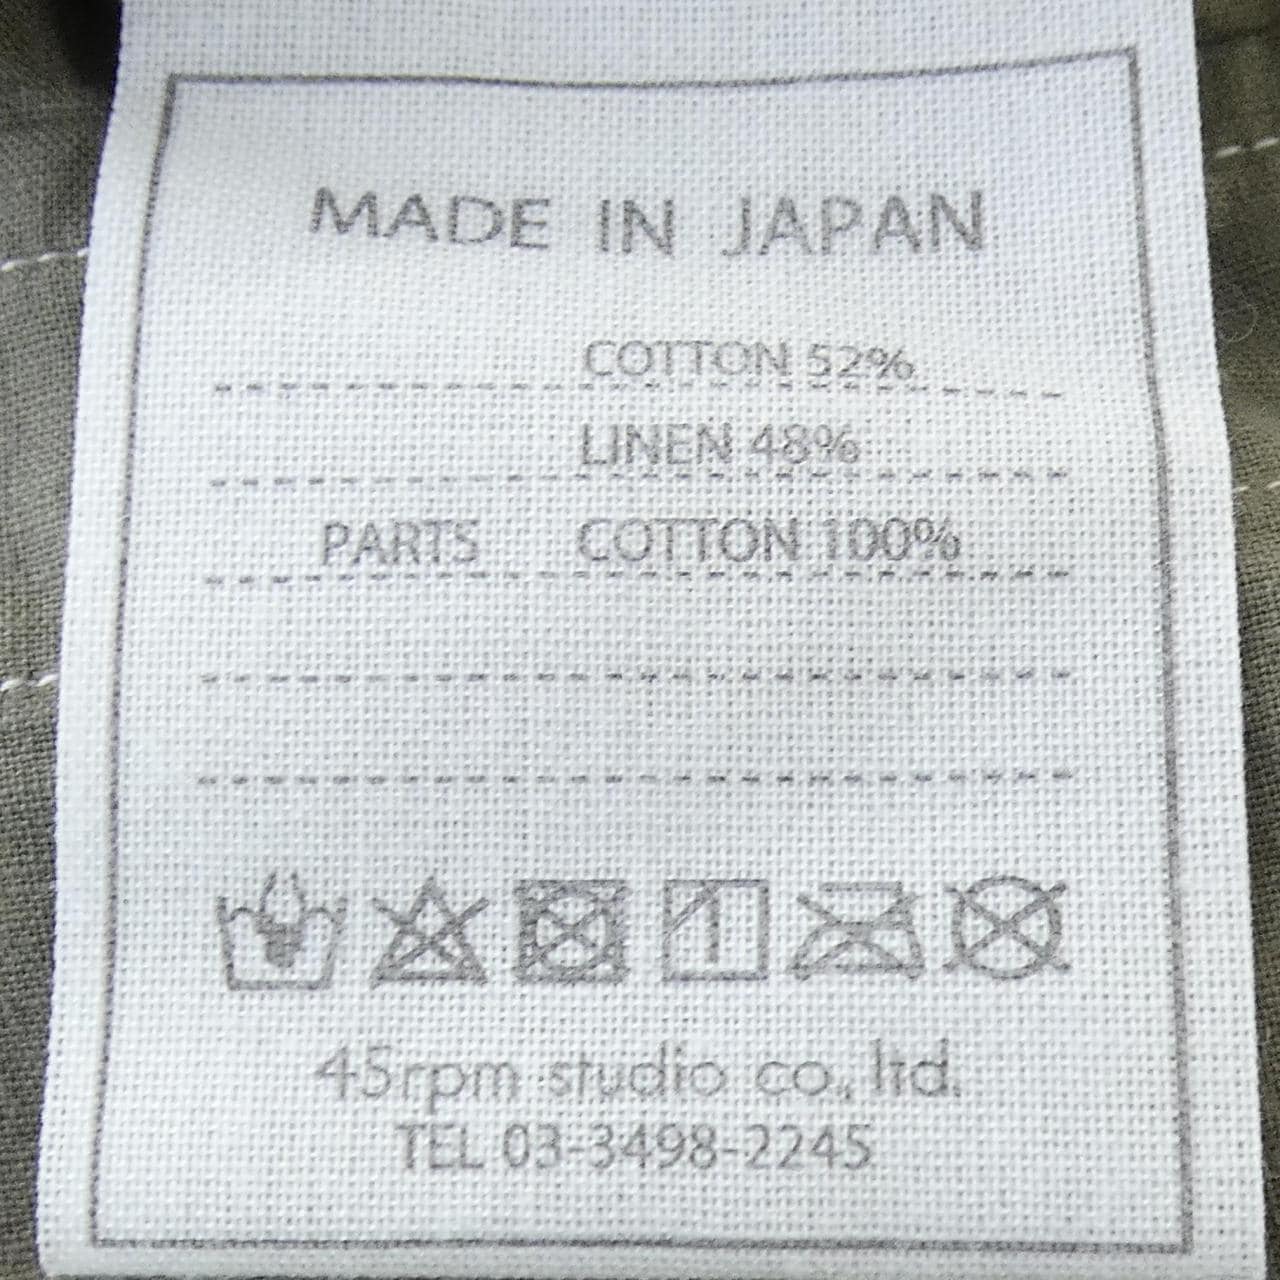 MADE IN JAPAN
COTTON 52%
LINEN 48%
PARTS COTTON 100%
45rpm studio co., ltd.
TEL 03-3498-2245